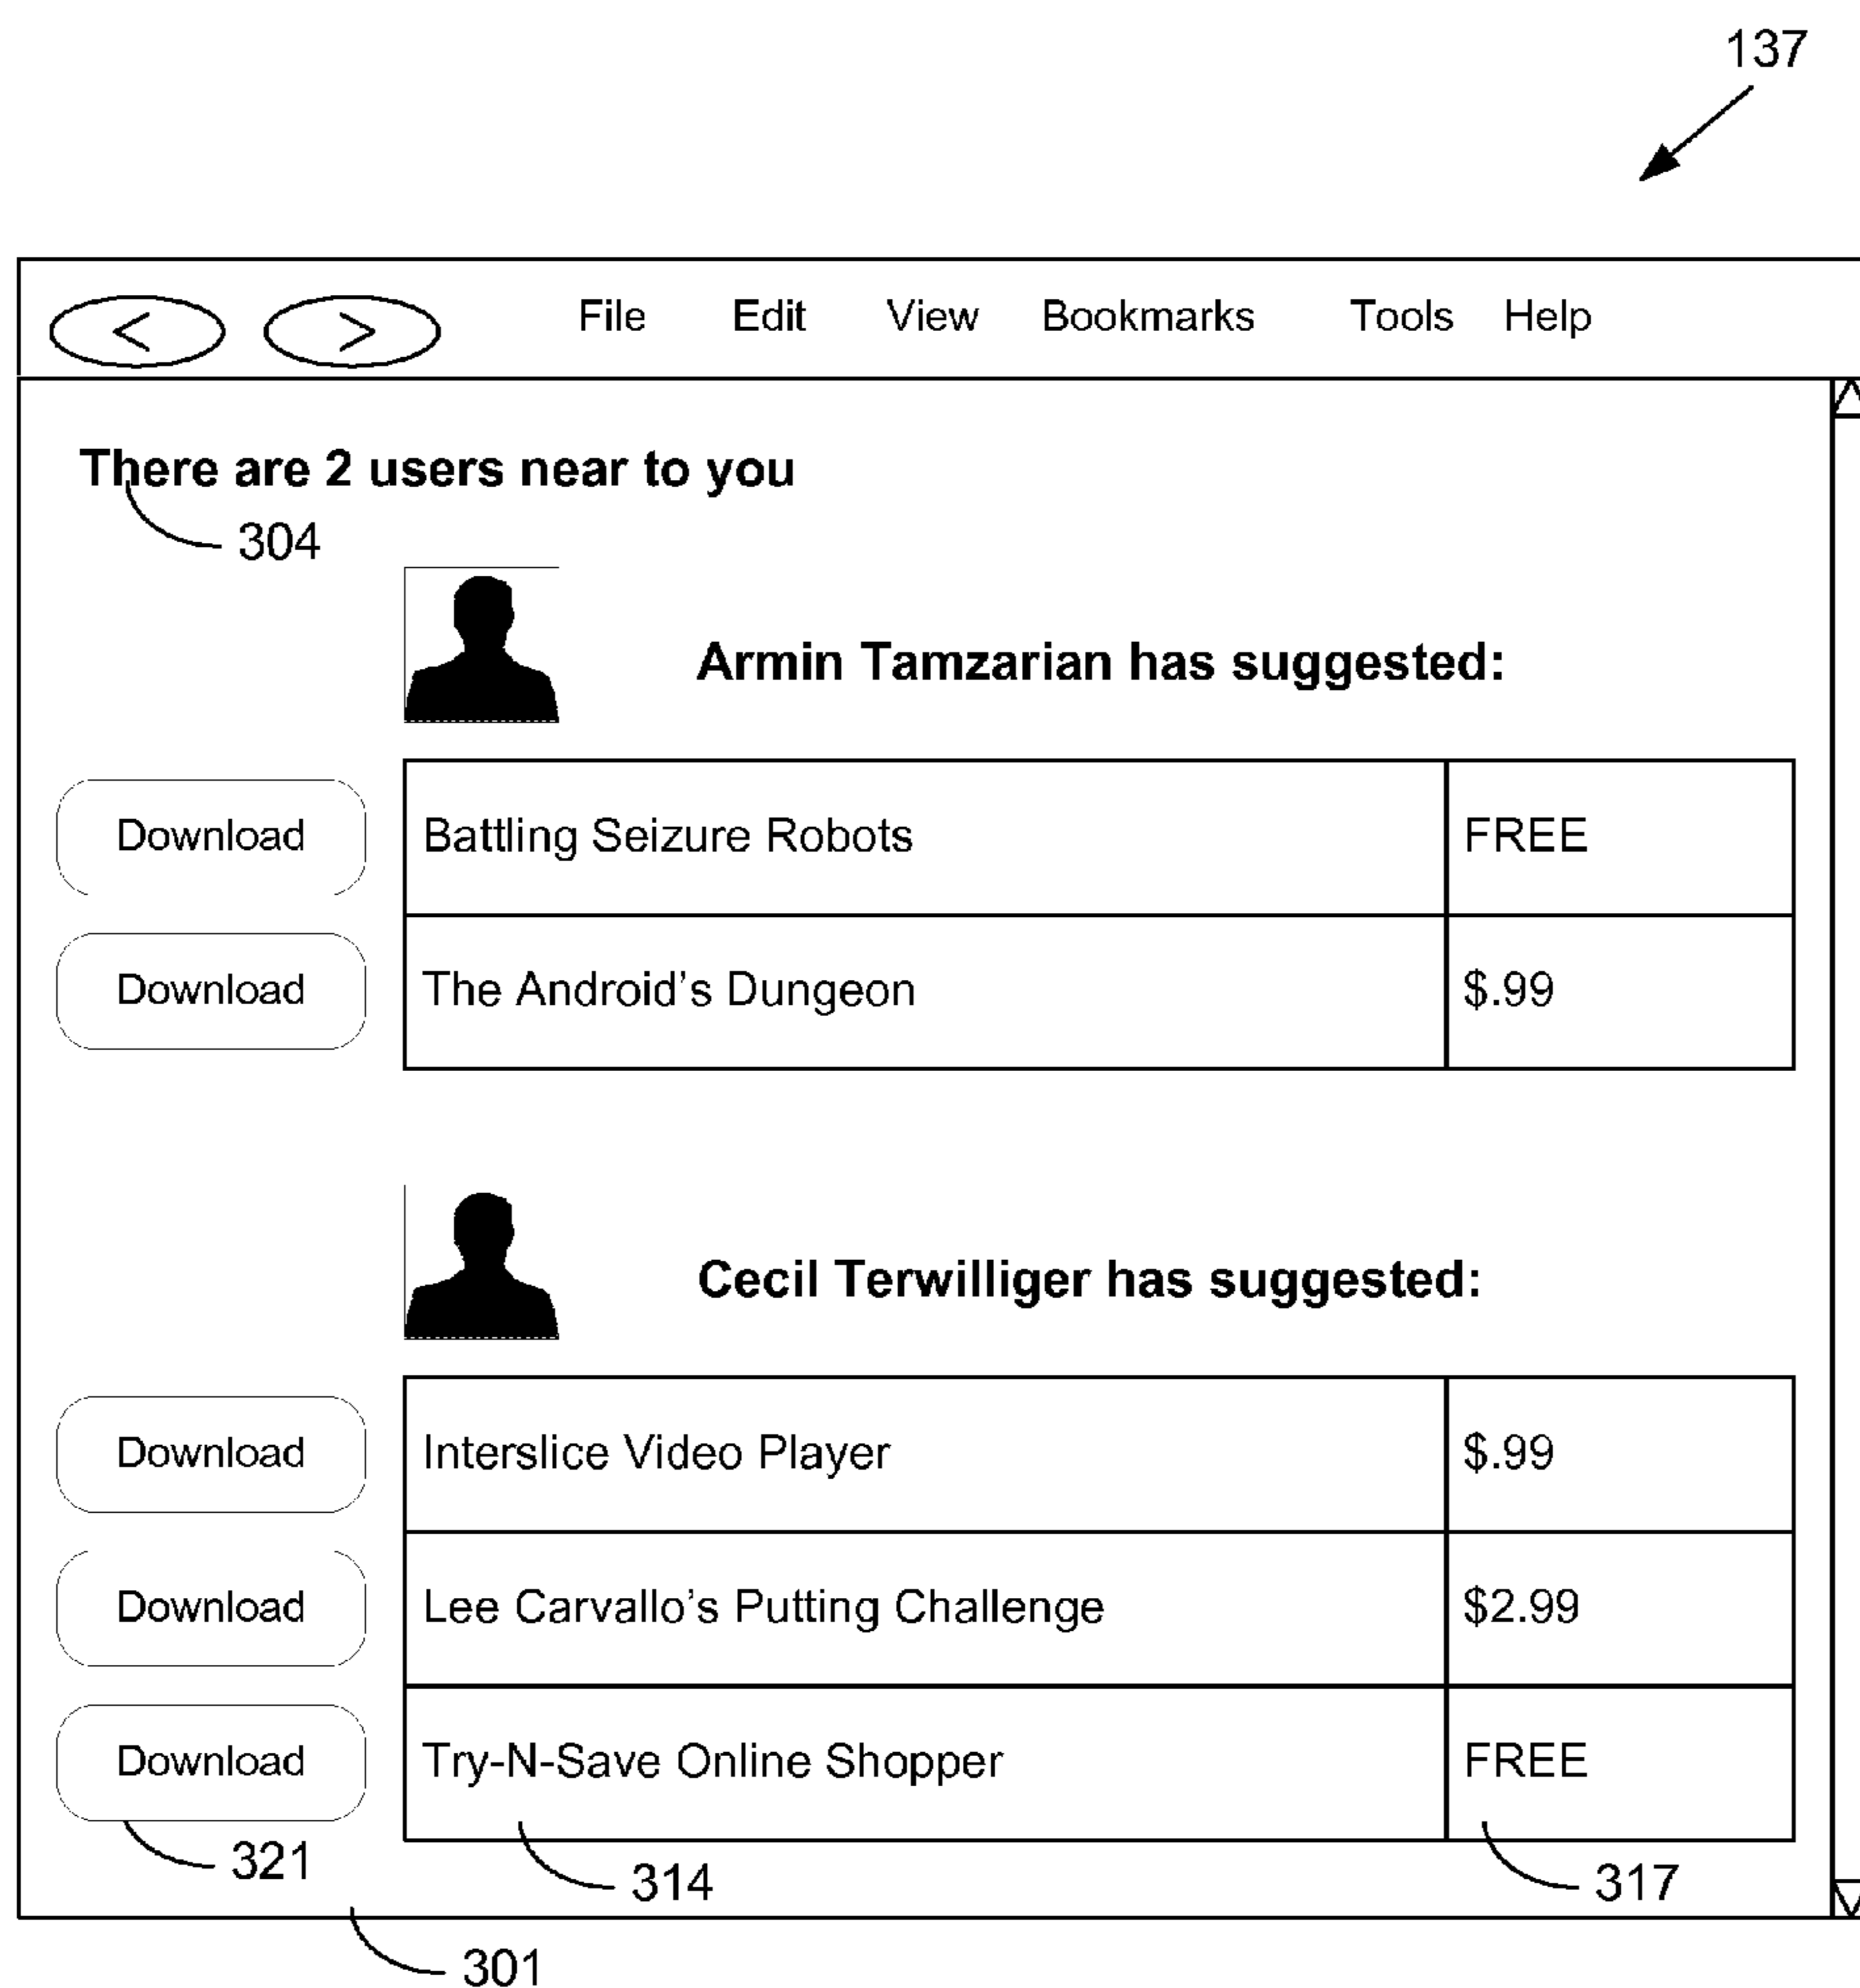 137
< > File Edit View Bookmarks Tools Help
There are 2 users near to you
304
Armin Tamzarian has suggested:
Download Battling Seizure Robots FREE
Download The Android's Dungeon $.99
Cecil Terwilliger has suggested:
Download Interslice Video Player $.99
Download Lee Carvallo's Putting Challenge $2.99
Download Try-N-Save Online Shopper FREE
321 314 317
301